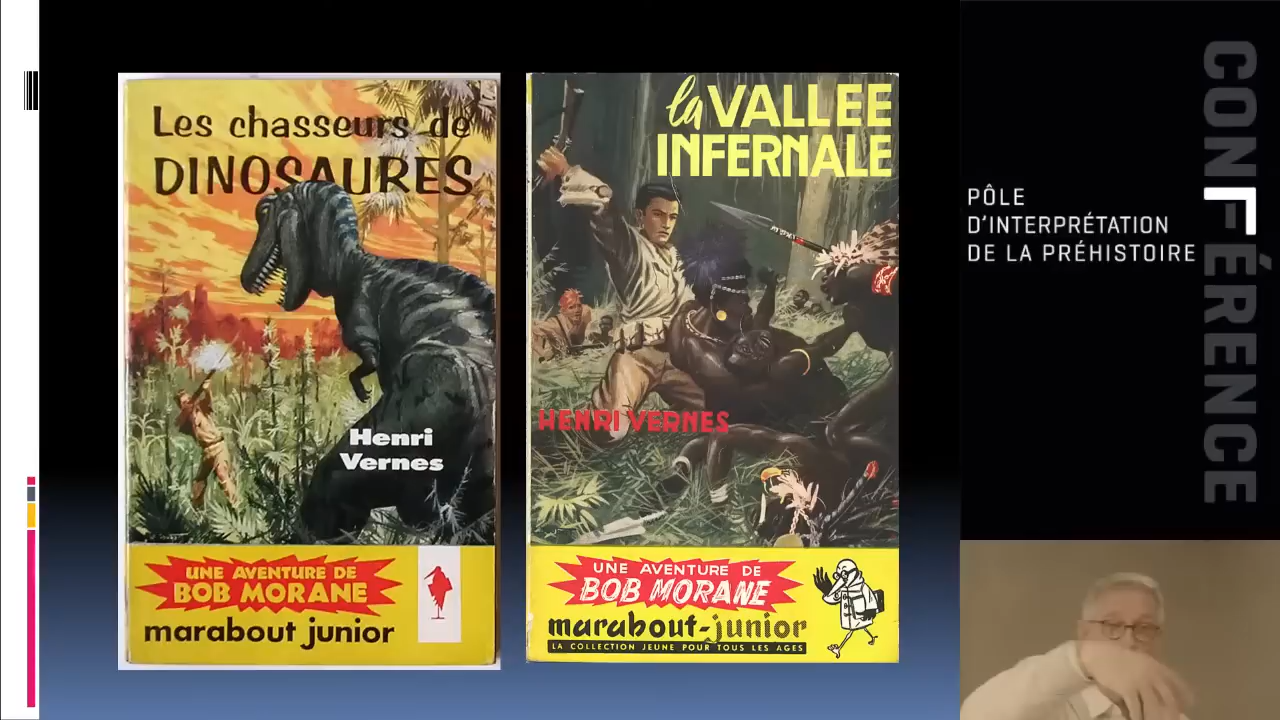 Les chasseurs de
DINOSAURES
Henri
Vernes
UNE AVENTURE DE
BOB MORANE
marabout junior
la VALLEE
INFERNALE
HENRI VERNES
UNE AVENTURE DE
BOB MORANE
marabout-junior
LA COLLECTION JEUNE POUR TOUS LES AGES
PÔLE
D'INTERPRÉTATION
DE LA PRÉHISTOIRE
CONFÉRENCE